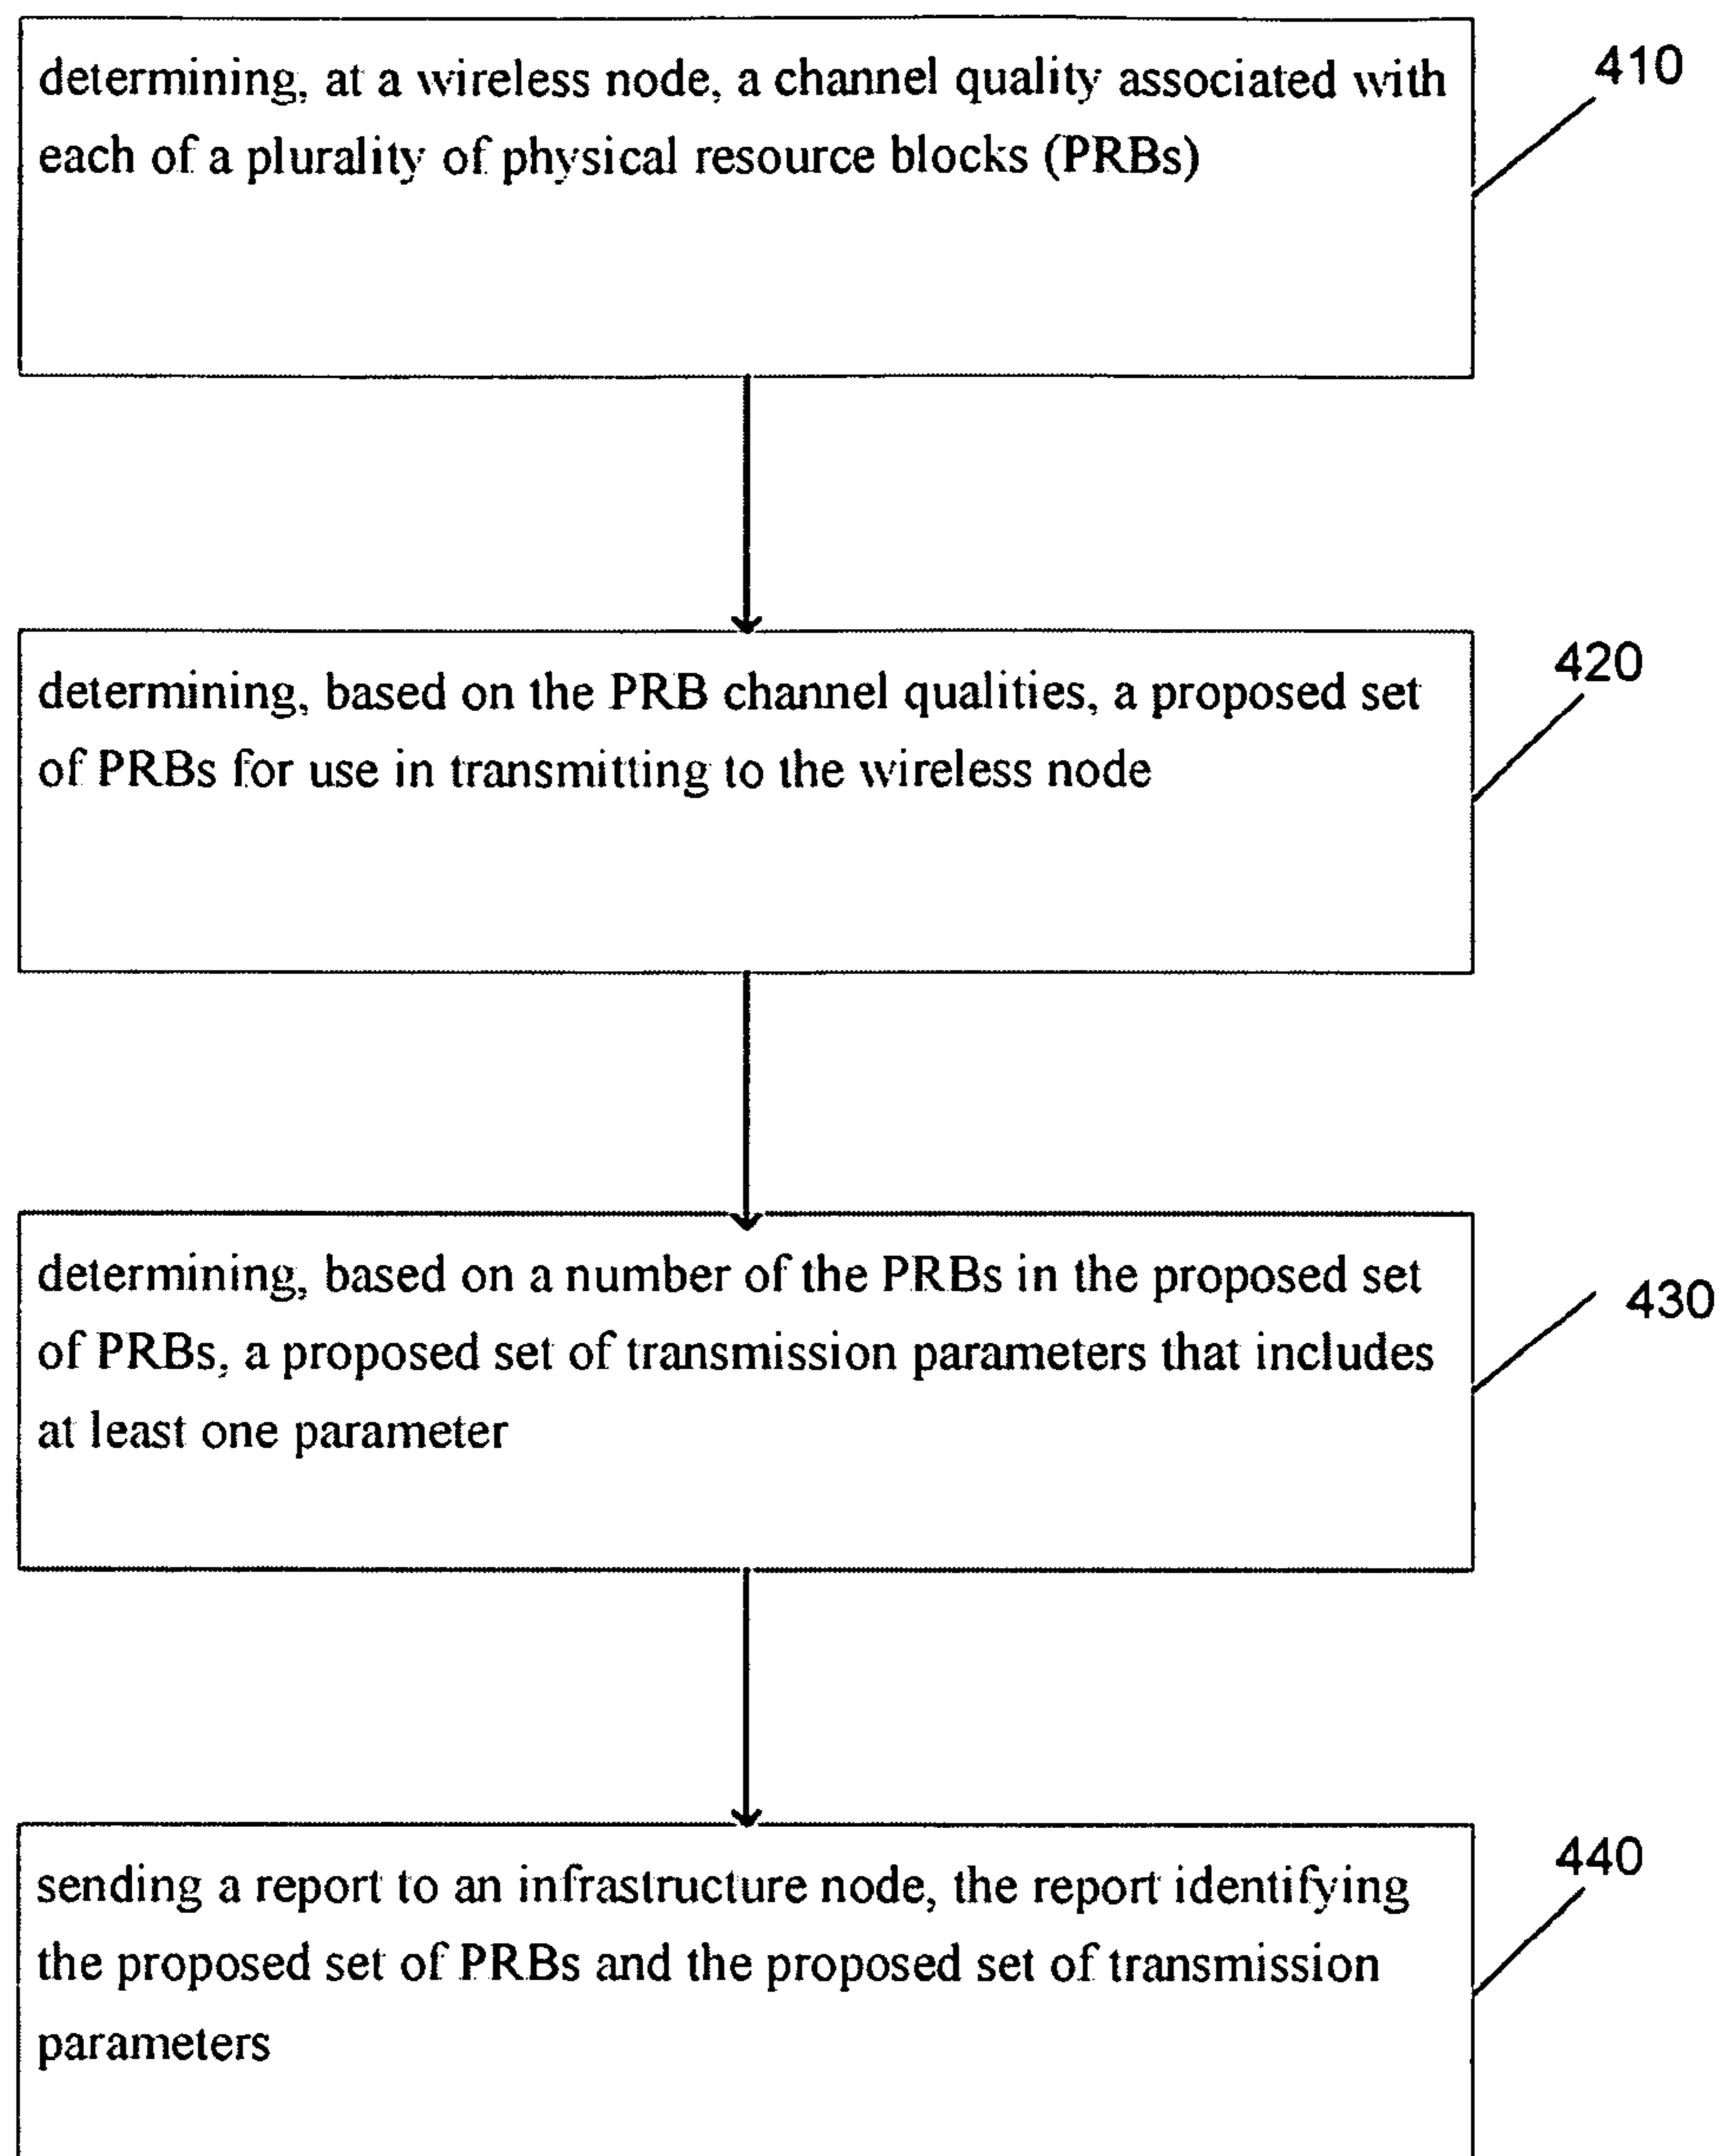 determining, at a wireless node, a channel quality associated with
each of a plurality of physical resource blocks (PRBs)
410
determining, based on the PRB channel qualities, a proposed set
of PRBs for use in transmitting to the wireless node
420
determining, based on a number of the PRBs in the proposed set
of PRBs, a proposed set of transmission parameters that includes
at least one parameter
430
sending a report to an infrastructure node, the report identifying
the proposed set of PRBs and the proposed set of transmission
parameters
440